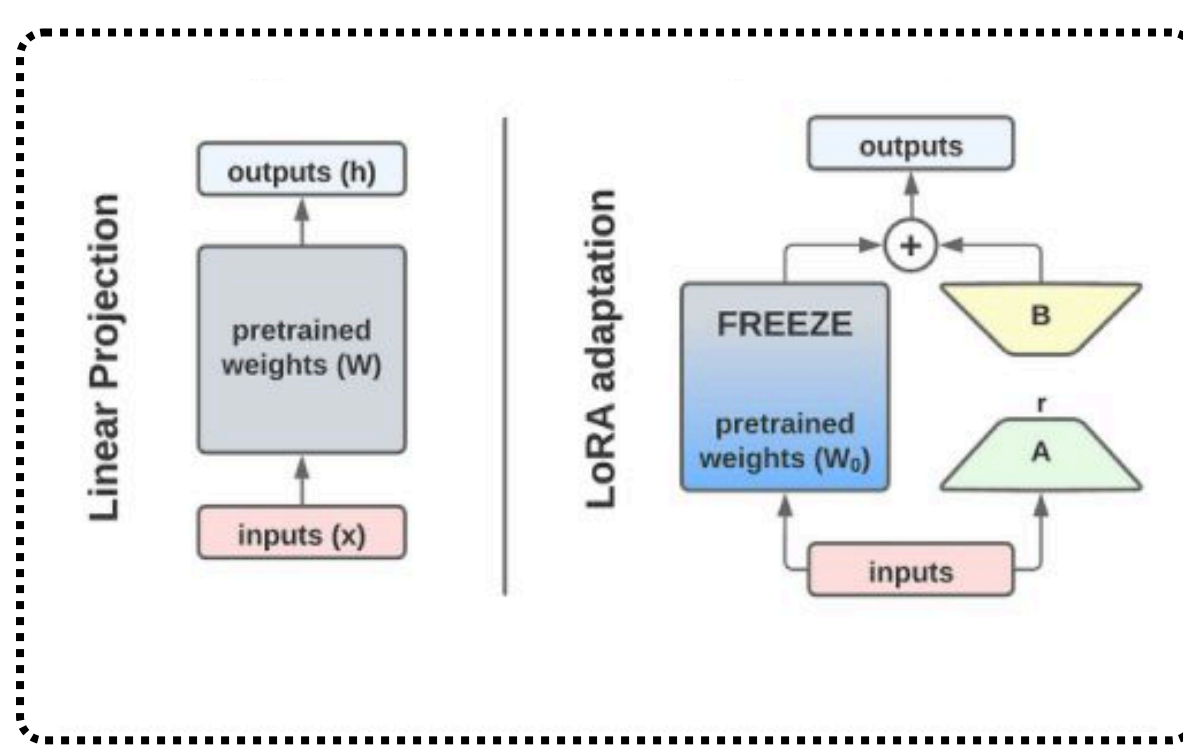 Linear Projection
outputs (h)
pretrained
weights (W)
inputs (x)
LoRA adaptation
outputs
+
FREEZE
pretrained
weights (W₀)
B
r
A
inputs